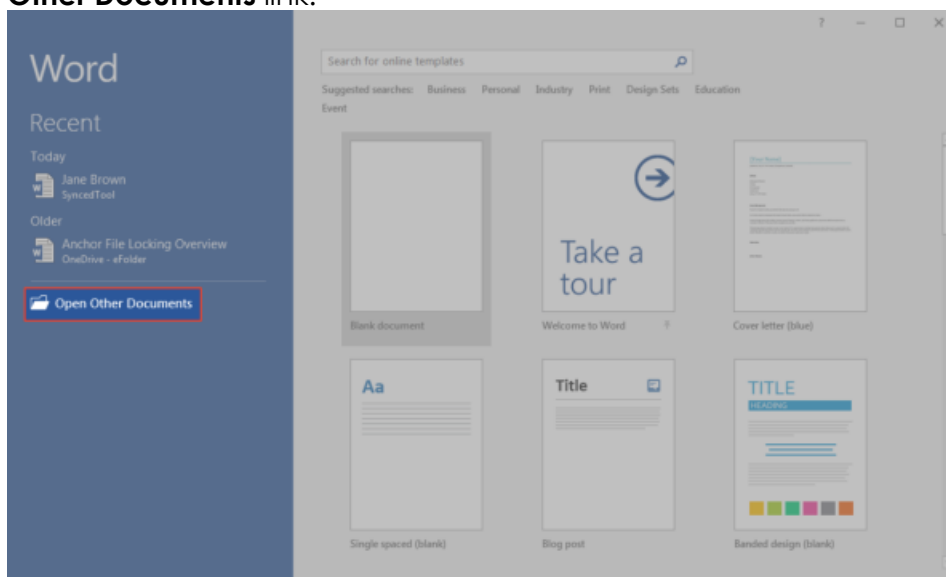 Other Documents link.
Word
Recent
Today
Jane Brown
SyncedTool
Older
Anchor File Locking Overview
OneDrive - eFolder
Open Other Documents
?
Search for online templates
Suggested searches: Business Personal Industry Print Design Sets Education
Event
Take a
tour
Blank document
Welcome to Word
Cover letter (blue)
Aa
Title
TITLE
HEADING
Single spaced (blank)
Blog post
Banded design (blank)